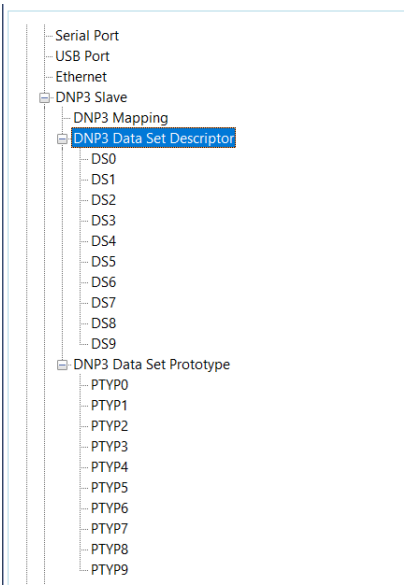 Serial Port
USB Port
Ethernet
DNP3 Slave
DNP3 Mapping
DNP3 Data Set Descriptor
DS0
DS1
DS2
DS3
DS4
DS5
DS6
DS7
DS8
DS9
DNP3 Data Set Prototype
PTYP0
PTYP1
PTYP2
PTYP3
PTYP4
PTYP5
PTYP6
PTYP7
PTYP8
PTYP9